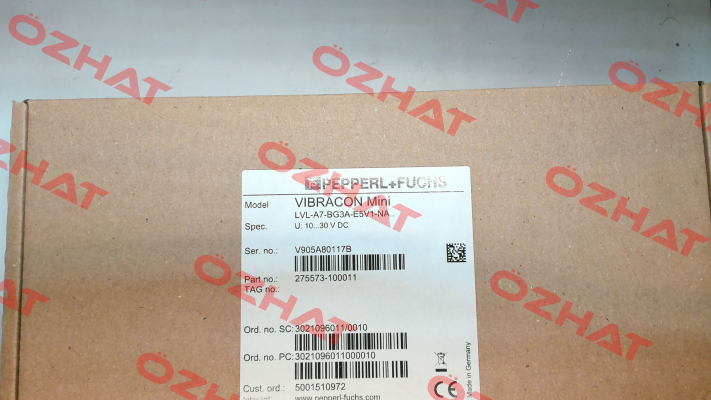 ÖZHAT
ÖZHAT
ÖZHAT
ÖZHAT
PEPPERL+FUCHS
Model VIBRACON Mini
LVL-A7-BG3A-E5V1-NA..
Spec. U: 10...30 V DC
ÖZHAT
ÖZHAT
ÖZHAT
Ser. no.: V905A80117B
Part no.: 275573-100011
TAG no.:
ÖZHAT
ÖZHAT
Ord. no. SC: 3021096011/0010
Ord. no. PC: 3021096011000010
Made in Germany
Cust. ord.: 5001510972
CE
www.pepperl-fuchs.com
ÖZHAT
ÖZHAT